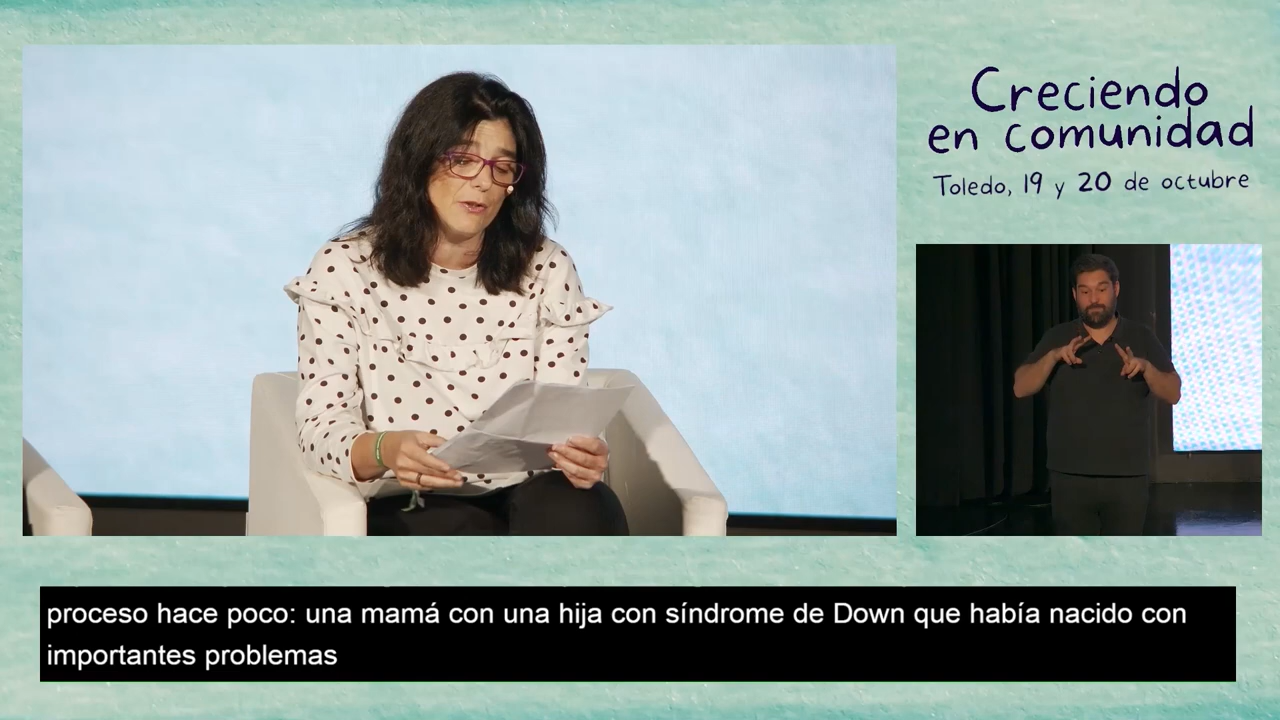 Creciendo
en comunidad
Toledo, 19 y 20 de octubre
proceso hace poco: una mamá con una hija con síndrome de Down que había nacido con
importantes problemas